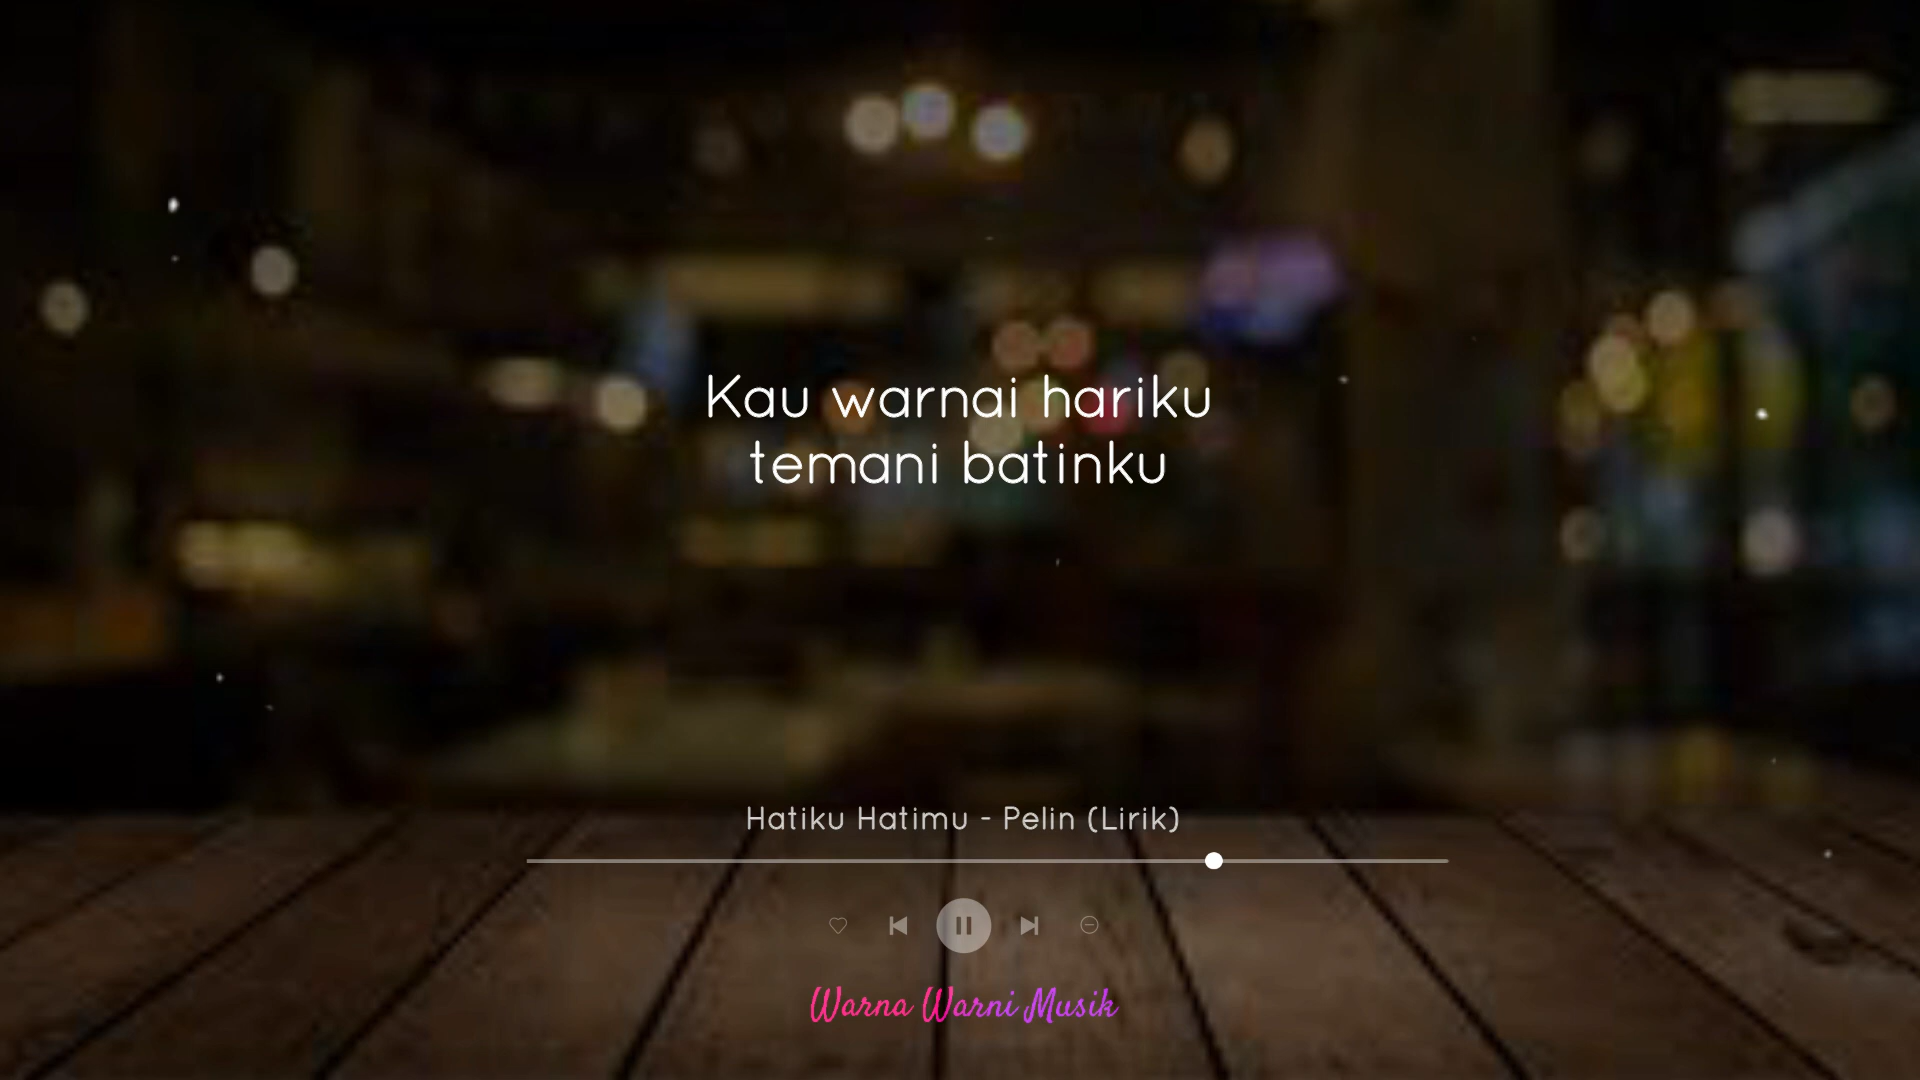 Kau warnai hariku
temani batinku
Hatiku Hatimu - Pelin (Lirik)
Warna Warni Musik